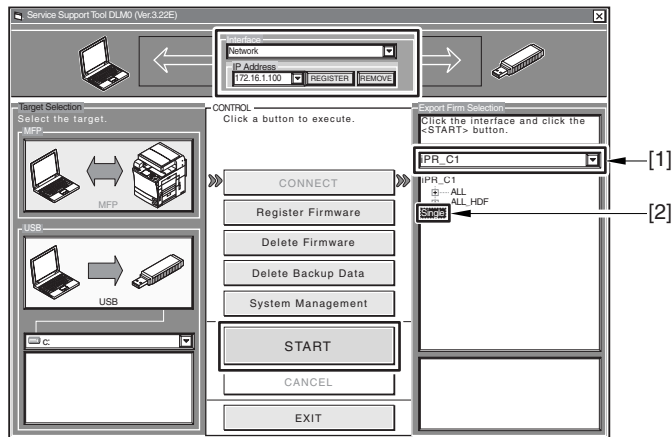 Service Support Tool DLM0 (Ver.3.22E)
Interface
Network
IP Address
172.16.1.100
REGISTER
REMOVE
Target Selection
Select the target.
MFP
MFP
USB
USB
c:
CONTROL
Click a button to execute.
CONNECT
Register Firmware
Delete Firmware
Delete Backup Data
System Management
START
CANCEL
EXIT
Export Firm Selection
Click the interface and click the
<START> button.
iPR_C1
[1]
iPR_C1
ALL
ALL_HDF
Single
[2]